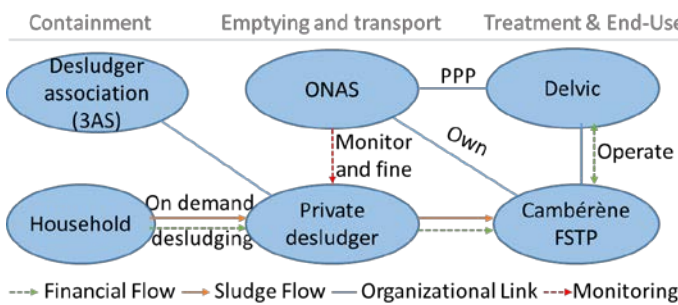 Containment
Emptying and transport
Treatment & End-Use
Desludger
association
(3AS)
ONAS
PPP
Delvic
Monitor
and fine
Own
Operate
Household
On demand
desludging
Private
desludger
Cambérène
FSTP
Financial Flow
Sludge Flow
Organizational Link
Monitoring